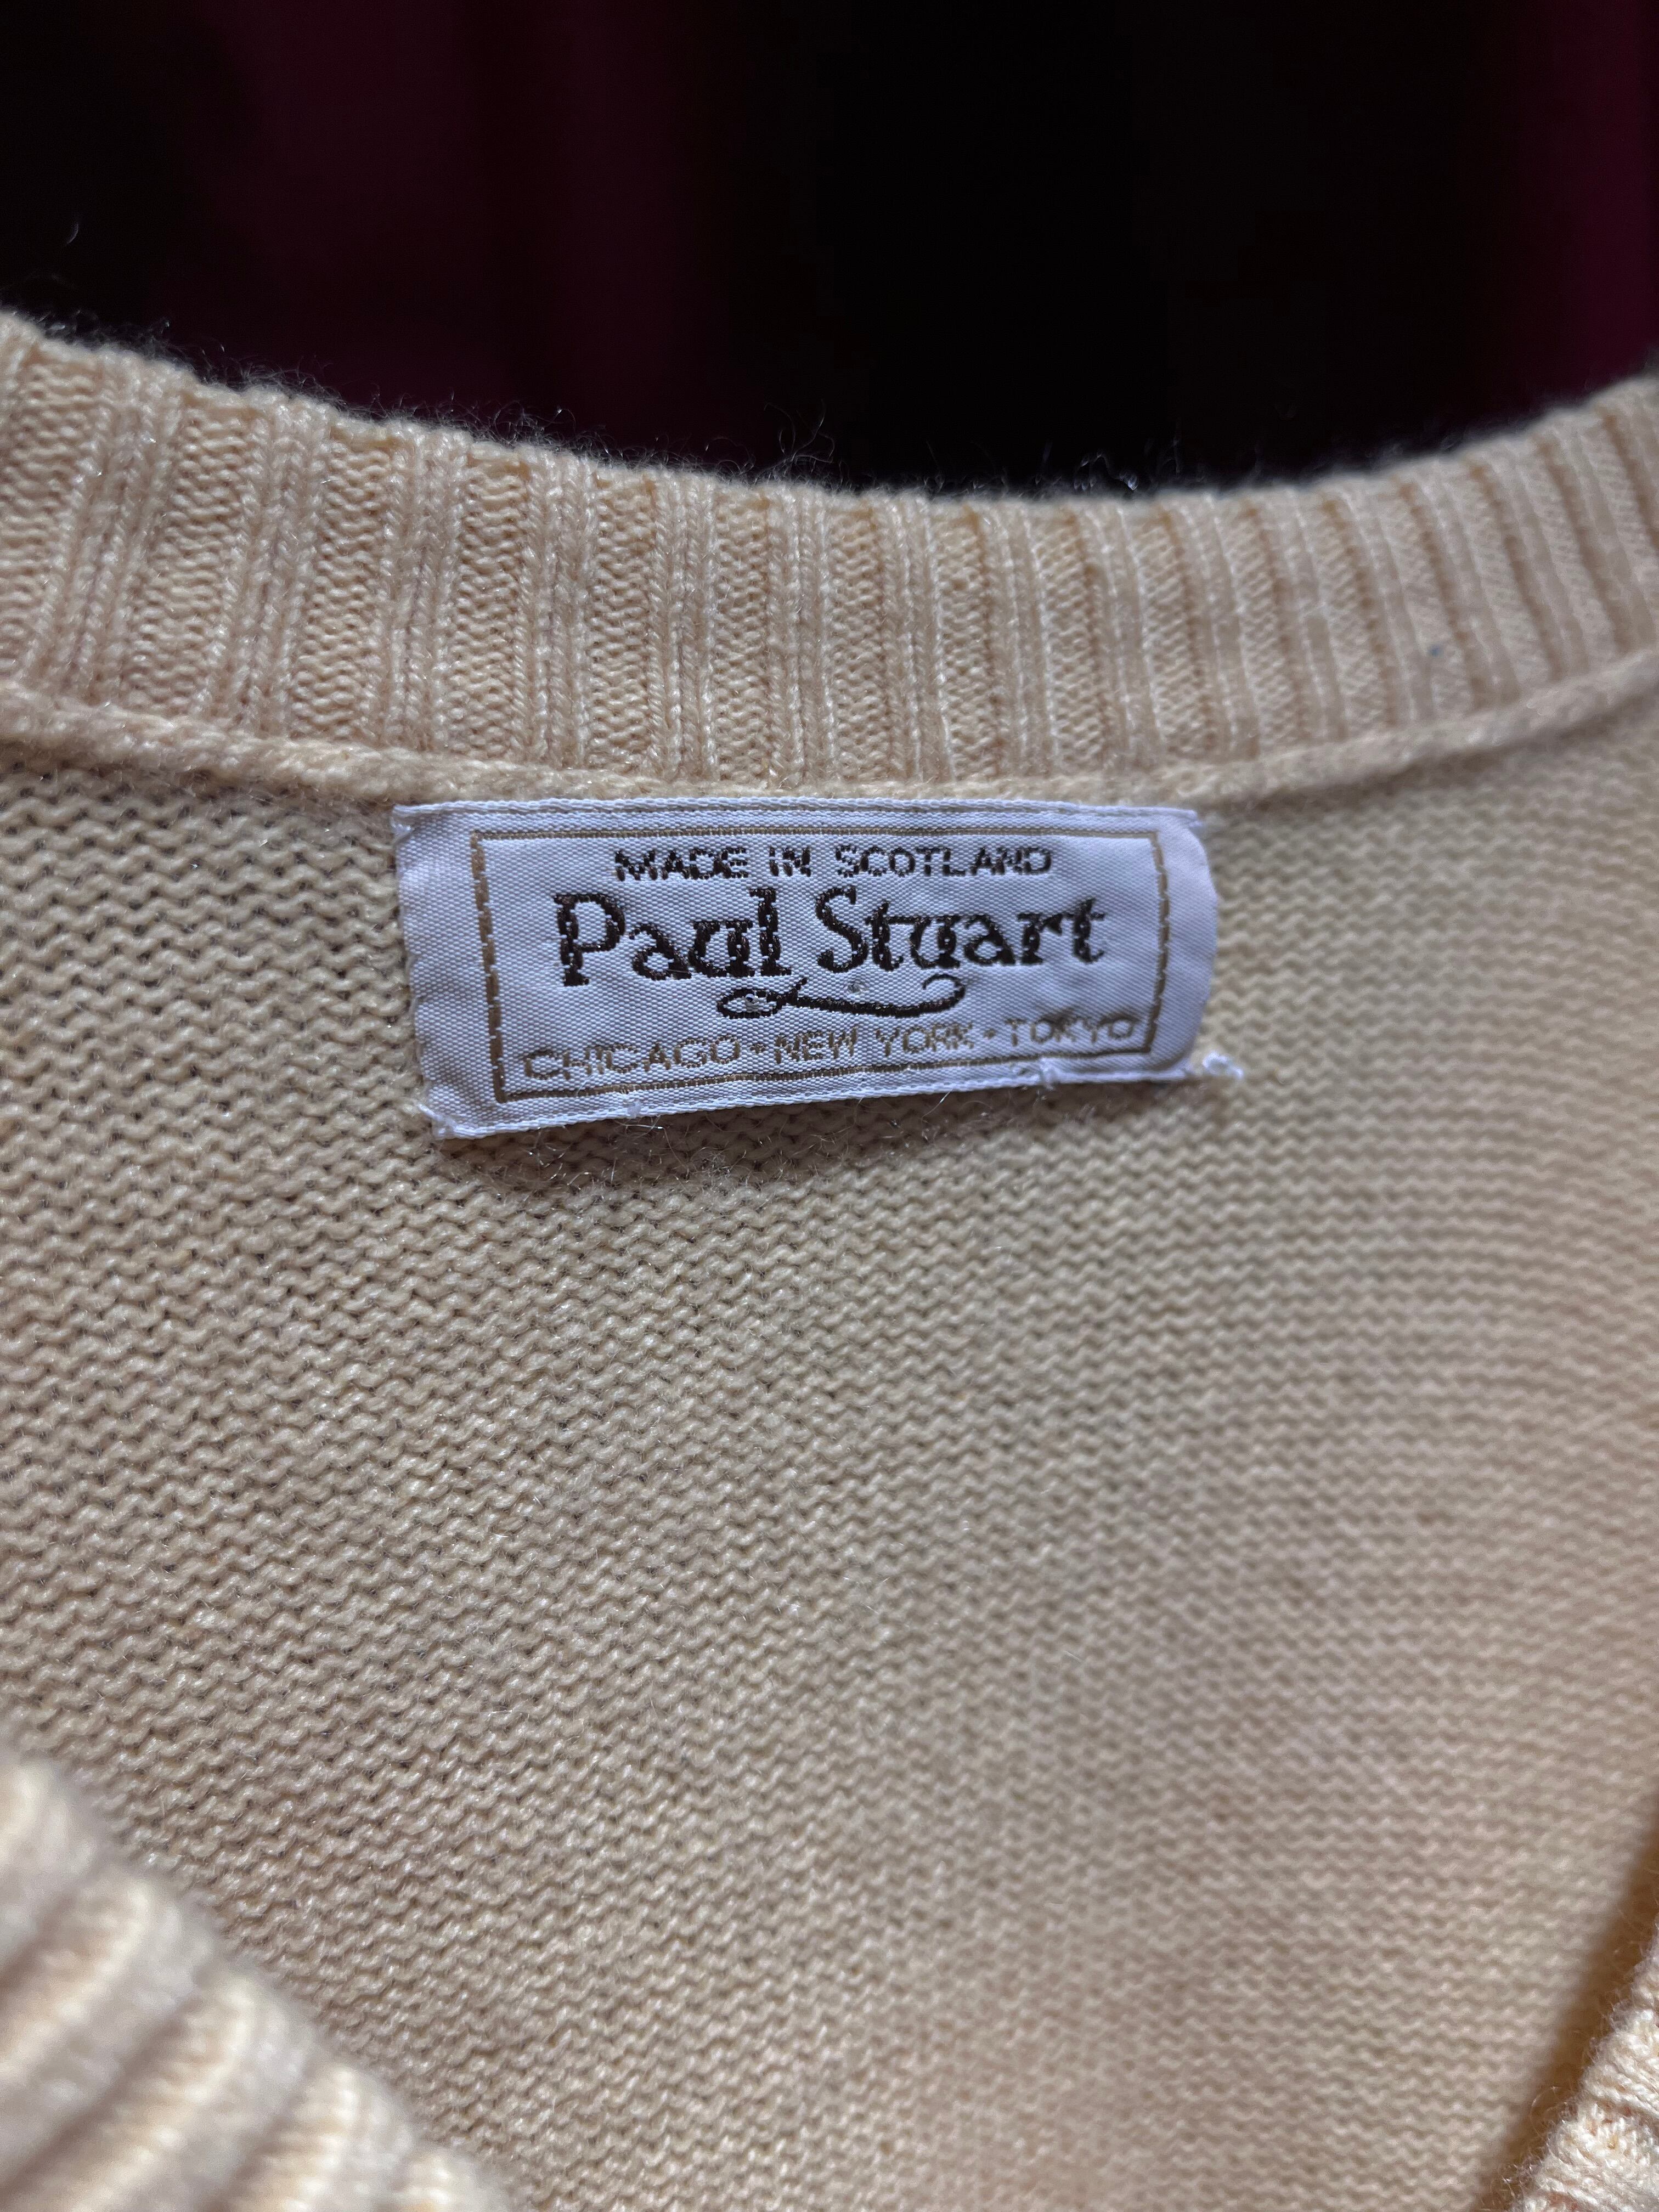 MADE IN SCOTLAND
Paul Stuart
CHICAGO • NEW YORK • TOKYO